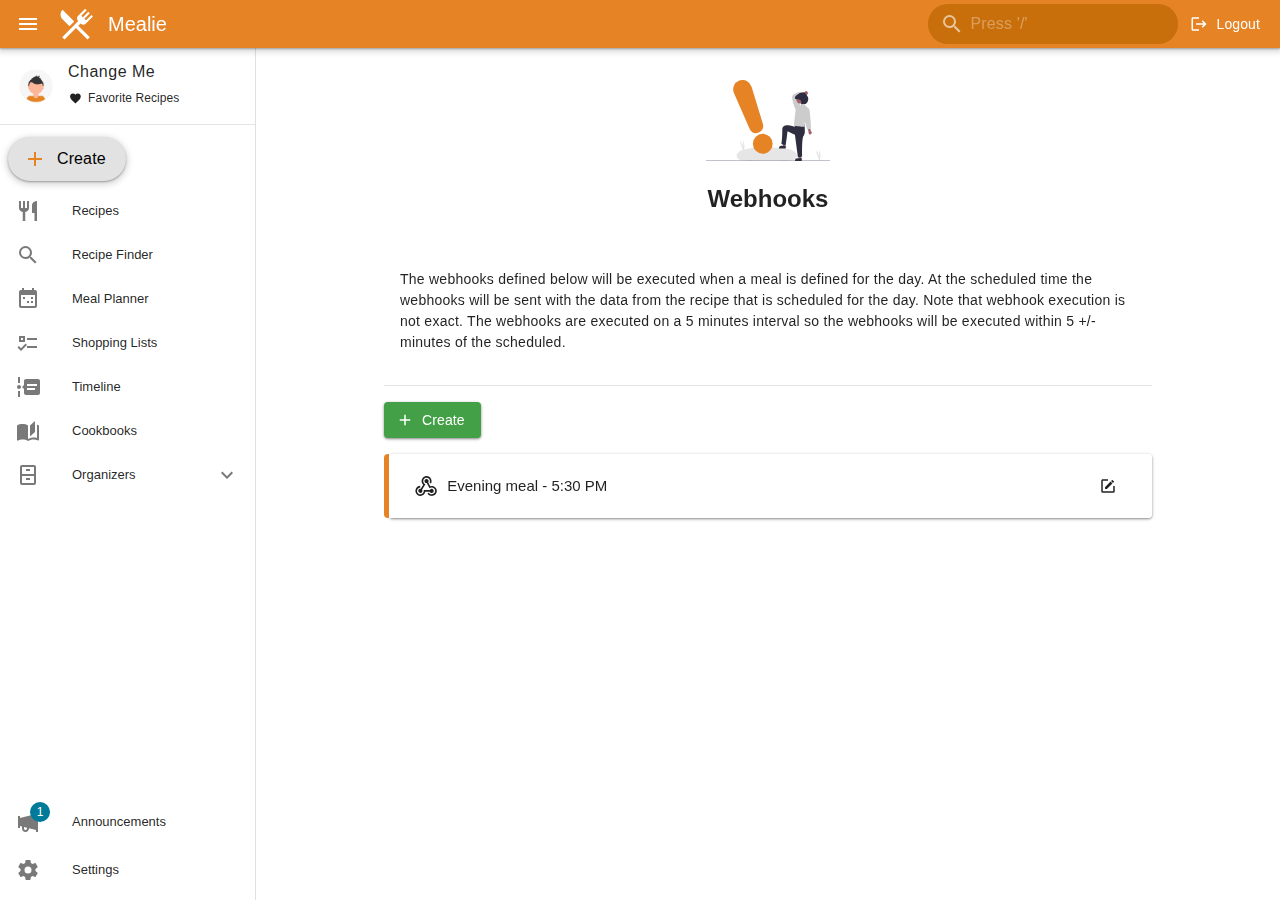 Mealie
Press '/'
Logout
Change Me
Favorite Recipes
Create
Recipes
Recipe Finder
Meal Planner
Shopping Lists
Timeline
Cookbooks
Organizers
1
Announcements
Settings
Webhooks
The webhooks defined below will be executed when a meal is defined for the day. At the scheduled time the
webhooks will be sent with the data from the recipe that is scheduled for the day. Note that webhook execution is
not exact. The webhooks are executed on a 5 minutes interval so the webhooks will be executed within 5 +/-
minutes of the scheduled.
Create
Evening meal - 5:30 PM